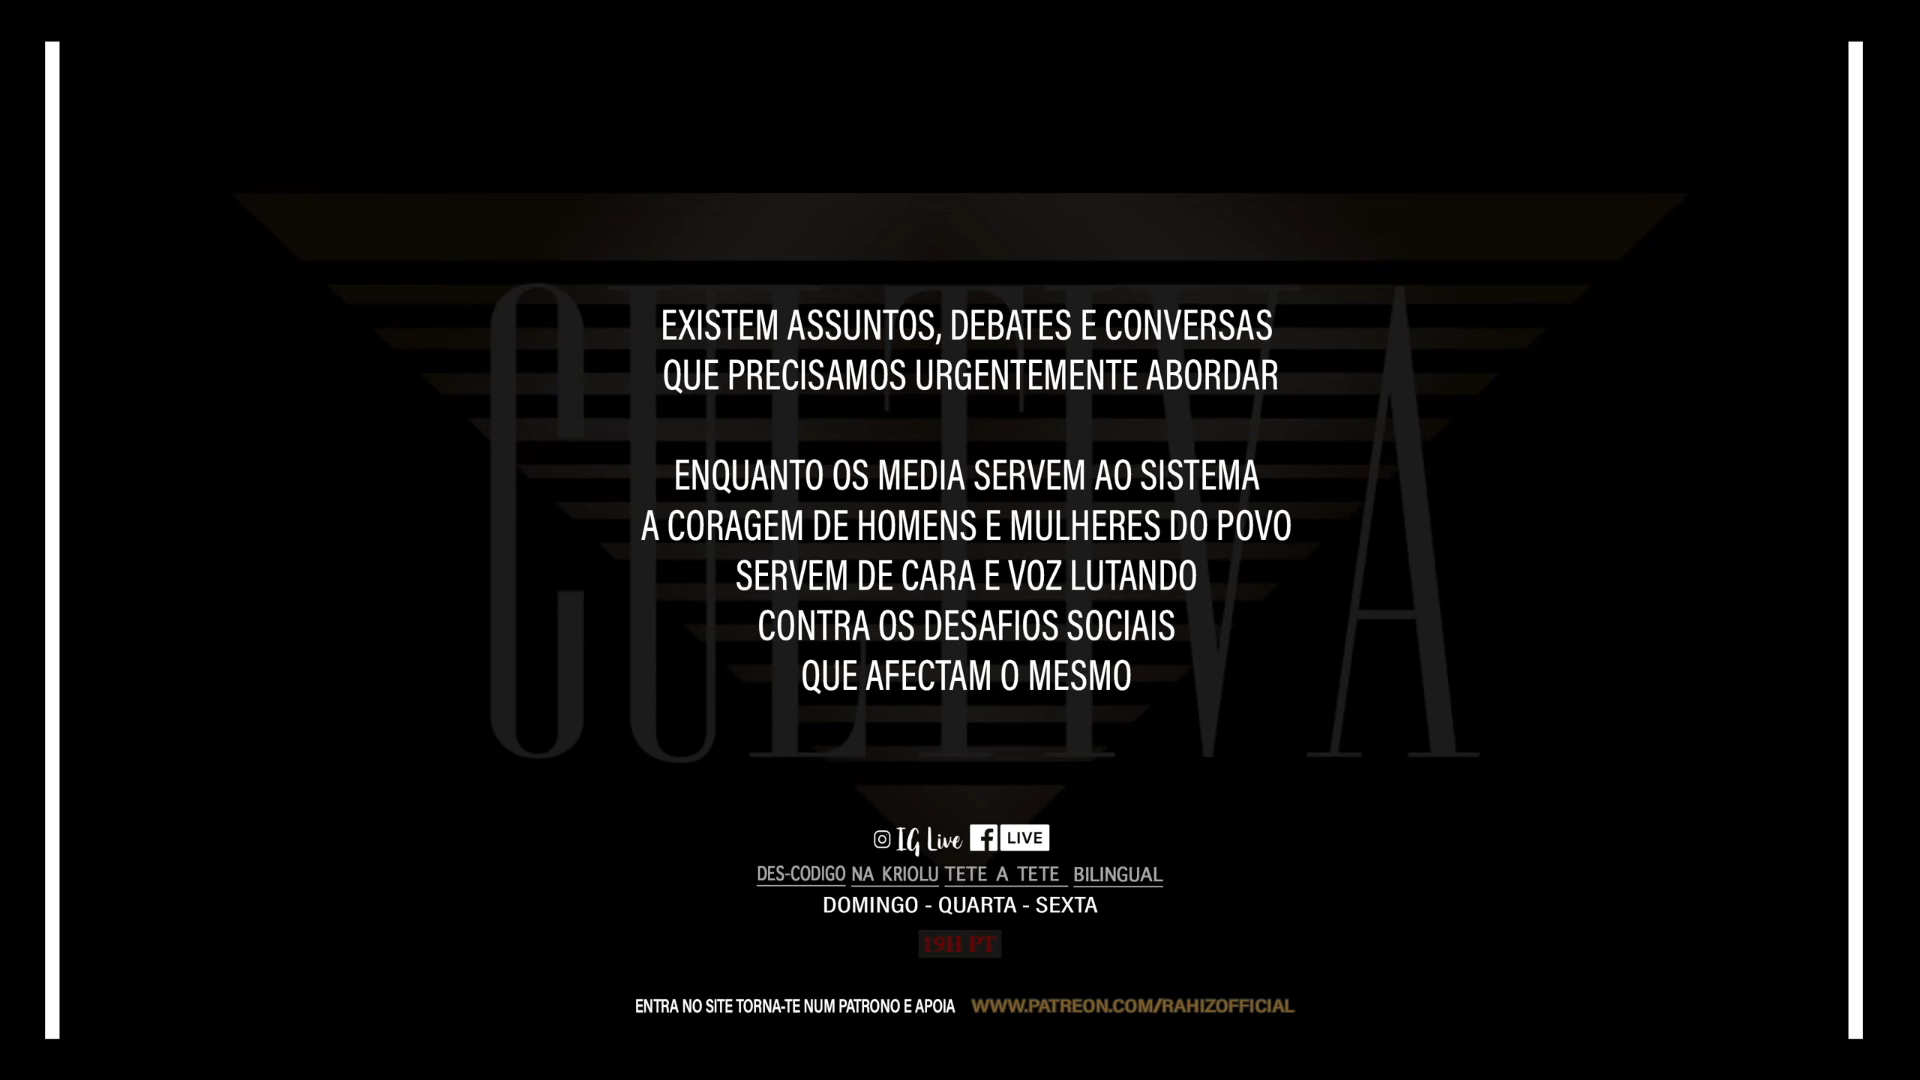 CULTIVA
EXISTEM ASSUNTOS, DEBATES E CONVERSAS
QUE PRECISAMOS URGENTEMENTE ABORDAR
ENQUANTO OS MEDIA SERVEM AO SISTEMA
A CORAGEM DE HOMENS E MULHERES DO POVO
SERVEM DE CARA E VOZ LUTANDO
CONTRA OS DESAFIOS SOCIAIS
QUE AFECTAM O MESMO
IG Live f LIVE
DES-CODIGO NA KRIOLU TETE A TETE BILINGUAL
DOMINGO - QUARTA - SEXTA
19H PT
ENTRA NO SITE TORNA-TE NUM PATRONO E APOIA WWW.PATREON.COM/RAHIZOFFICIAL